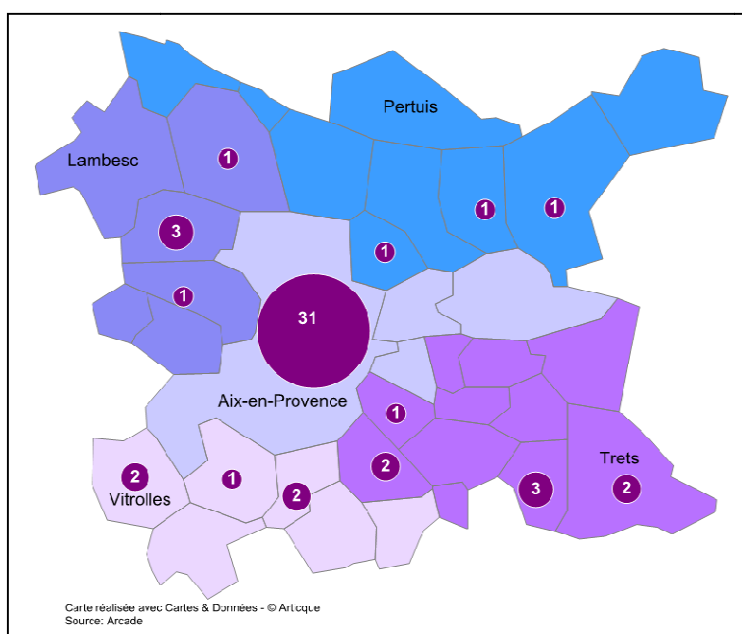 Pertuis
Lambesc
1
3
1
1
1
1
31
Aix-en-Provence
1
2
Trets
2
Vitrolles
1
2
3
2
Carte réalisée avec Cartes & Données - © Articque
Source: Arcade